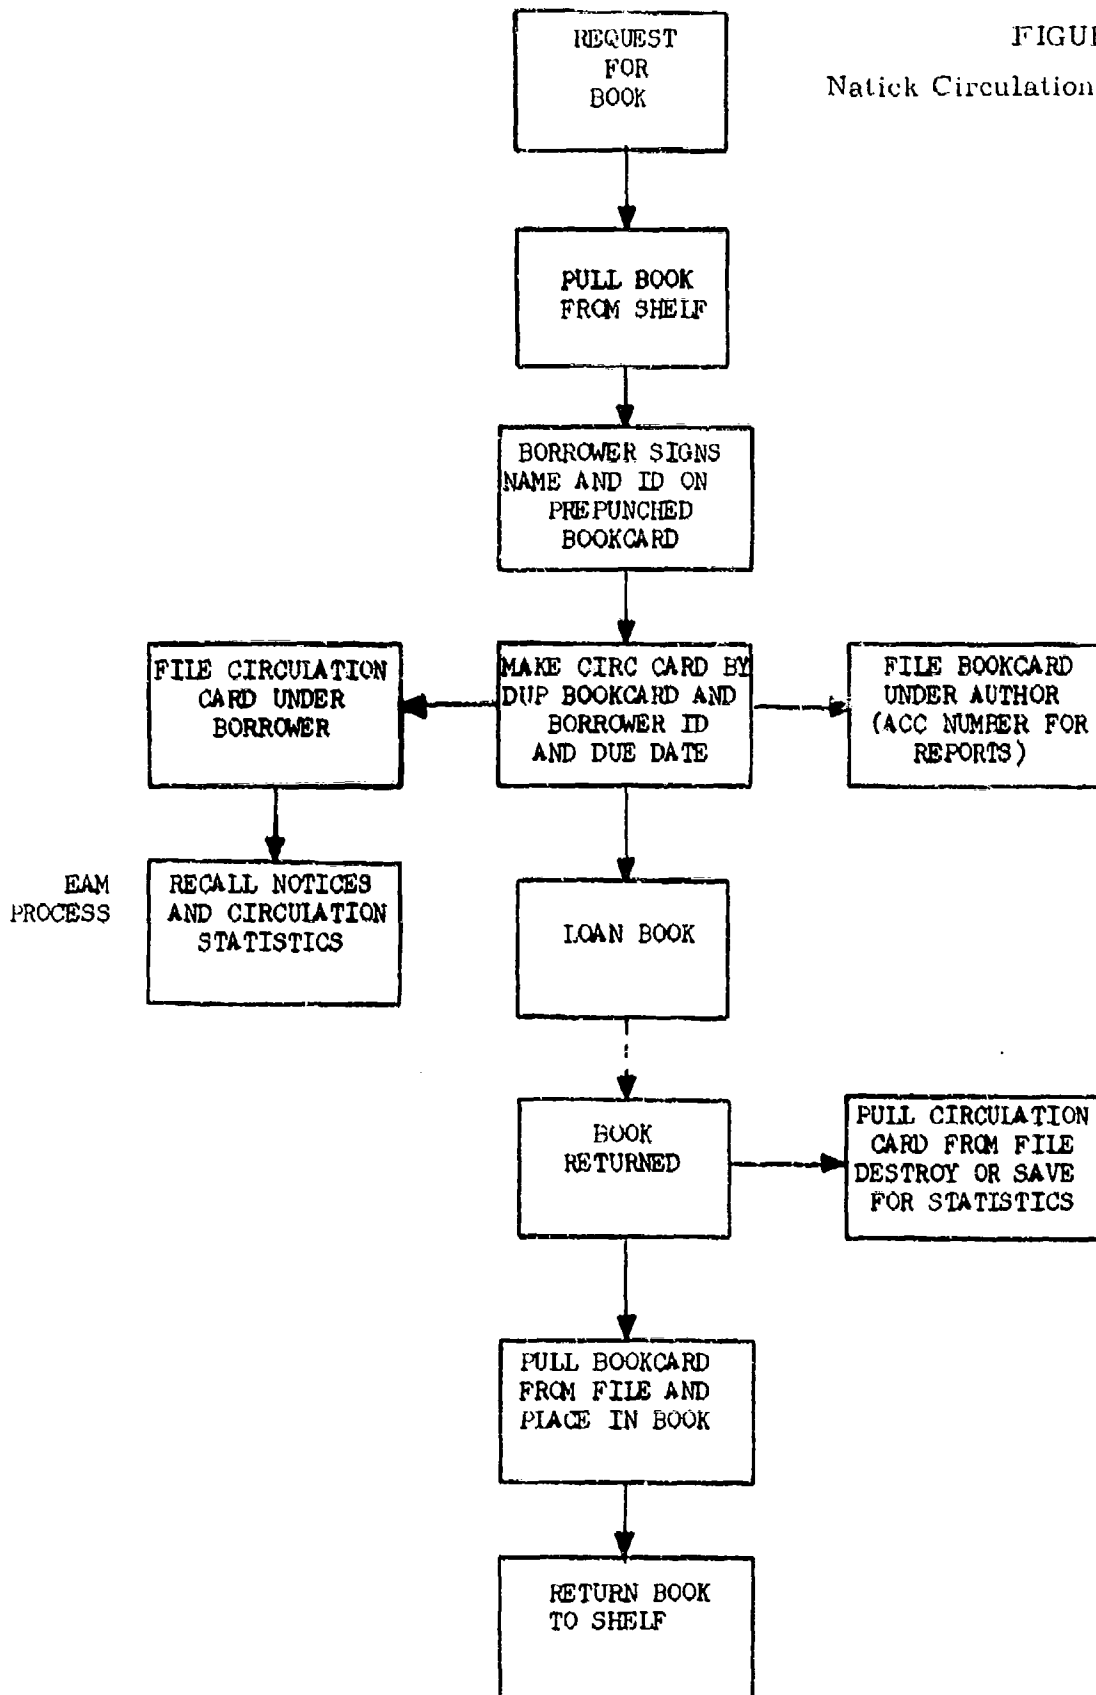 FIGU
Natick Circulation
REQUEST
FOR
BOOK
PULL BOOK
FROM SHELF
BORROWER SIGNS
NAME AND ID ON
PREPUNCHED
BOOKCARD
FILE CIRCULATION
CARD UNDER
BORROWER
MAKE CIRC CARD BY
DUP BOOKCARD AND
BORROWER ID
AND DUE DATE
FILE BOOKCARD
UNDER AUTHOR
(ACC NUMBER FOR
REPORTS)
EAM
PROCESS
RECALL NOTICES
AND CIRCULATION
STATISTICS
LOAN BOOK
BOOK
RETURNED
PULL CIRCULATION
CARD FROM FILE
DESTROY OR SAVE
FOR STATISTICS
PULL BOOKCARD
FROM FILE AND
PLACE IN BOOK
RETURN BOOK
TO SHELF